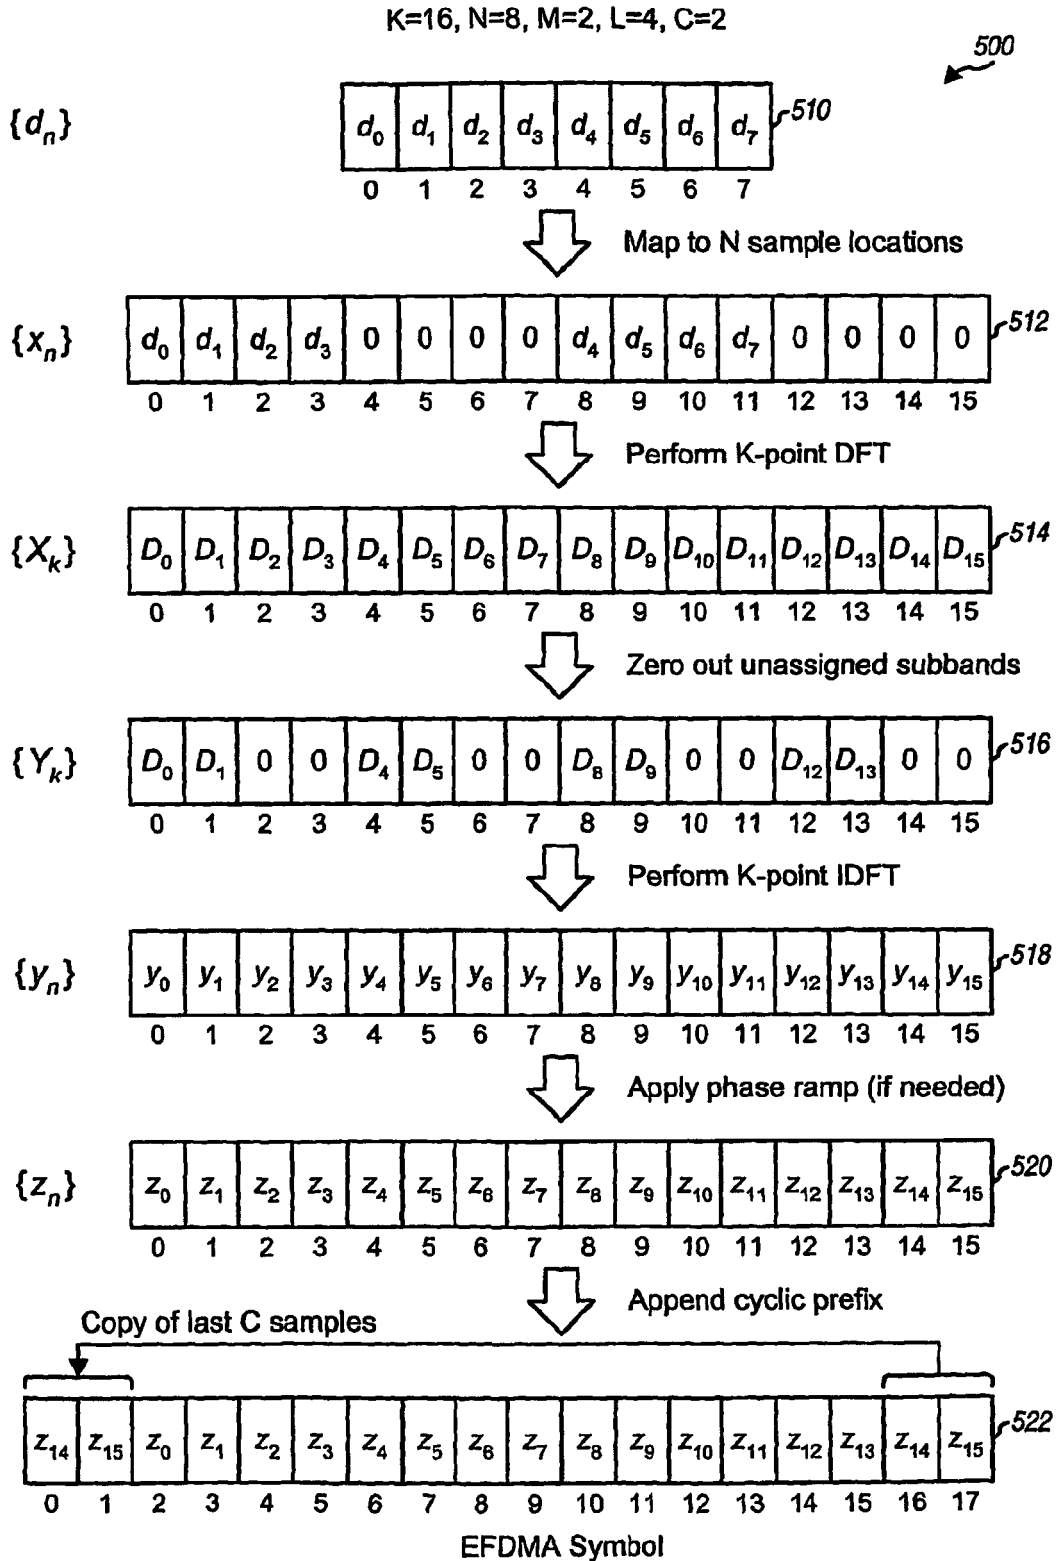 K=16, N=8, M=2, L=4, C=2
500
{dn} d0 d1 d2 d3 d4 d5 d6 d7 510
0 1 2 3 4 5 6 7
Map to N sample locations
{xn} d0 d1 d2 d3 0 0 0 0 d4 d5 d6 d7 0 0 0 0 512
0 1 2 3 4 5 6 7 8 9 10 11 12 13 14 15
Perform K-point DFT
{Xk} D0 D1 D2 D3 D4 D5 D6 D7 D8 D9 D10 D11 D12 D13 D14 D15 514
0 1 2 3 4 5 6 7 8 9 10 11 12 13 14 15
Zero out unassigned subbands
{Yk} D0 D1 0 0 D4 D5 0 0 D8 D9 0 0 D12 D13 0 0 516
0 1 2 3 4 5 6 7 8 9 10 11 12 13 14 15
Perform K-point IDFT
{yn} y0 y1 y2 y3 y4 y5 y6 y7 y8 y9 y10 y11 y12 y13 y14 y15 518
0 1 2 3 4 5 6 7 8 9 10 11 12 13 14 15
Apply phase ramp (if needed)
{zn} z0 z1 z2 z3 z4 z5 z6 z7 z8 z9 z10 z11 z12 z13 z14 z15 520
0 1 2 3 4 5 6 7 8 9 10 11 12 13 14 15
Append cyclic prefix
Copy of last C samples
z14 z15 z0 z1 z2 z3 z4 z5 z6 z7 z8 z9 z10 z11 z12 z13 z14 z15 522
0 1 2 3 4 5 6 7 8 9 10 11 12 13 14 15 16 17
EFDMA Symbol